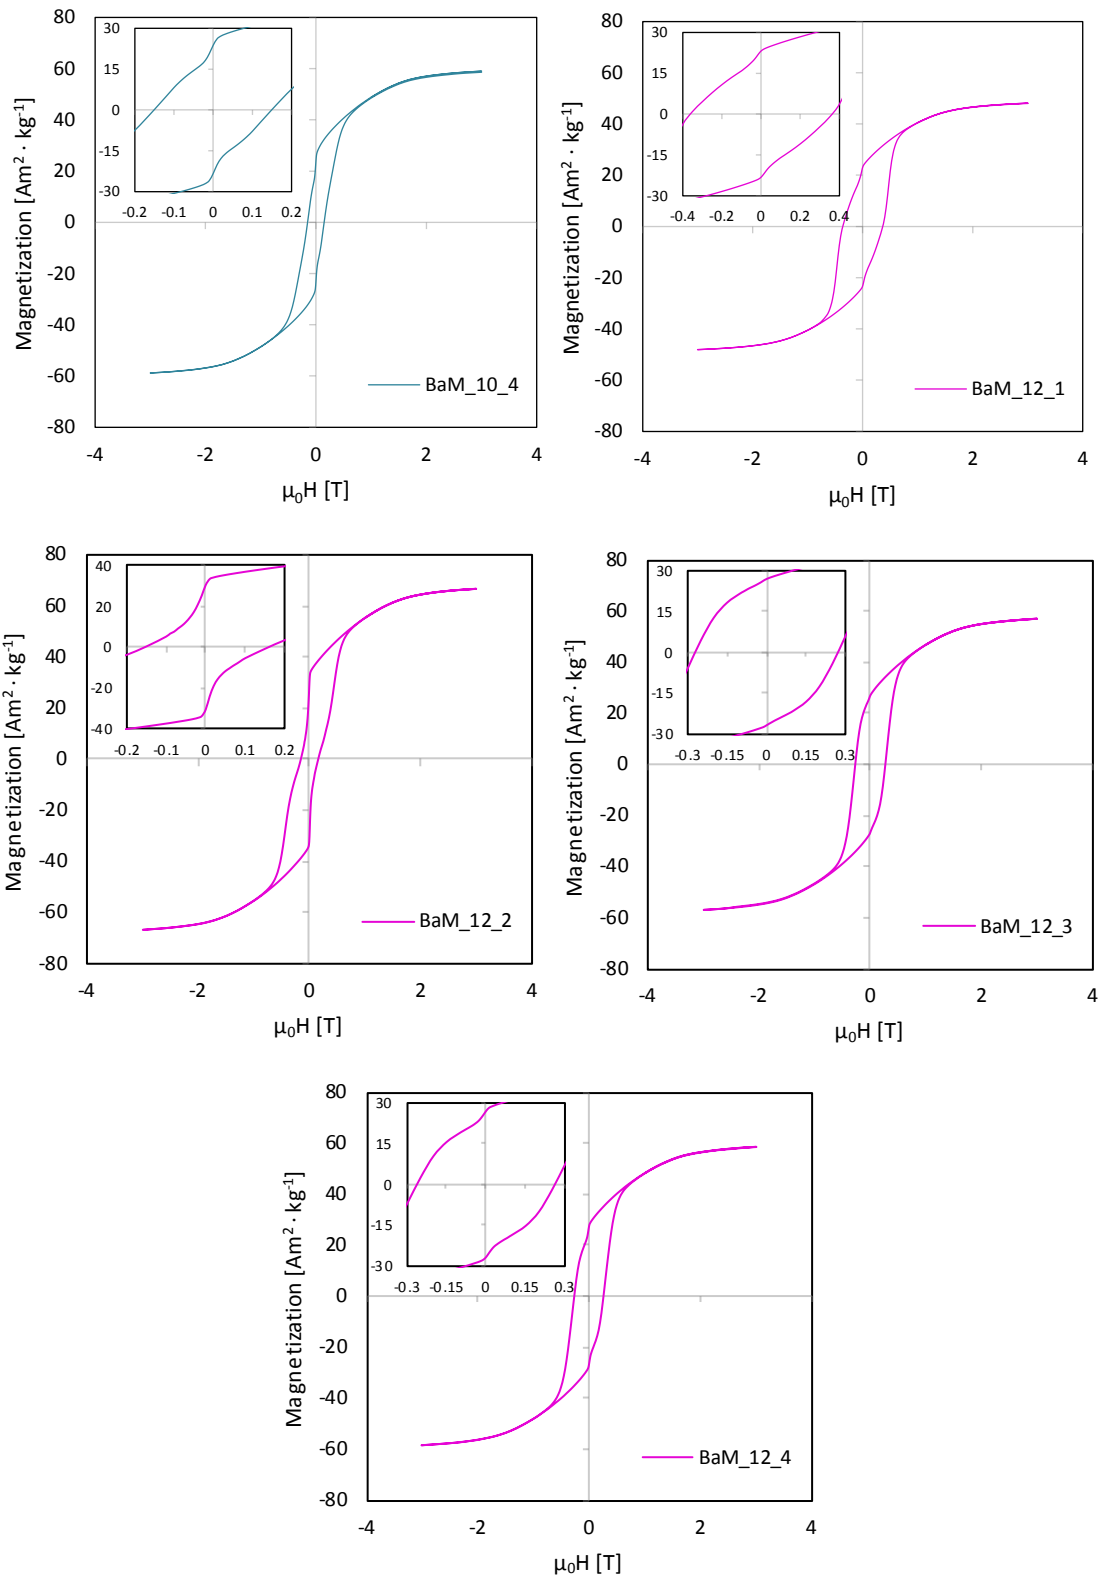 80
60
40
20
0
-20
-40
-60
-80
Magnetization [Am² · kg⁻¹]
30
15
0
-15
-30
-0.2 -0.1 0 0.1 0.2
BaM_10_4
-4 -2 0 2 4
μ₀H [T]
80
60
40
20
0
-20
-40
-60
-80
Magnetization [Am² · kg⁻¹]
30
15
0
-15
-30
-0.4 -0.2 0 0.2 0.4
BaM_12_1
-4 -2 0 2 4
μ₀H [T]
80
60
40
20
0
-20
-40
-60
-80
Magnetization [Am² · kg⁻¹]
40
20
0
-20
-40
-0.2 -0.1 0 0.1 0.2
BaM_12_2
-4 -2 0 2 4
μ₀H [T]
80
60
40
20
0
-20
-40
-60
-80
Magnetization [Am² · kg⁻¹]
30
15
0
-15
-30
-0.3 -0.15 0 0.15 0.3
BaM_12_3
-4 -2 0 2 4
μ₀H [T]
80
60
40
20
0
-20
-40
-60
-80
Magnetization [Am² · kg⁻¹]
30
15
0
-15
-30
-0.3 -0.15 0 0.15 0.3
BaM_12_4
-4 -2 0 2 4
μ₀H [T]